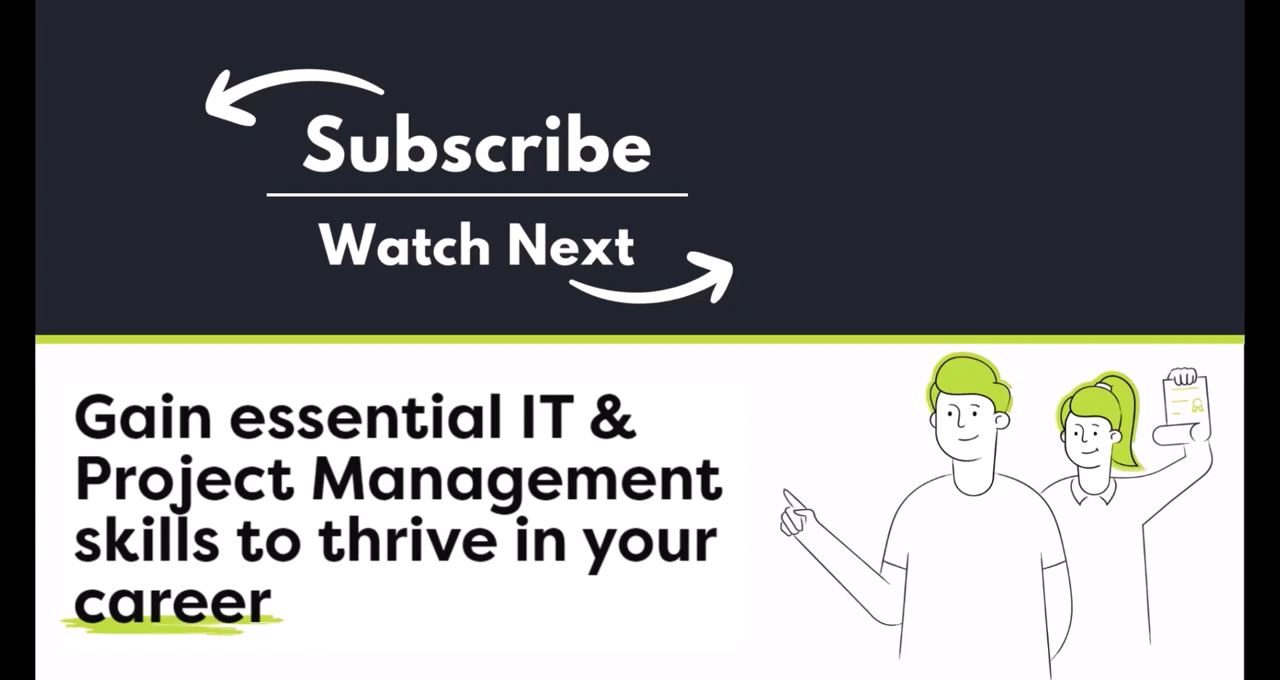 Subscribe
Watch Next
Gain essential IT &
Project Management
skills to thrive in your
career